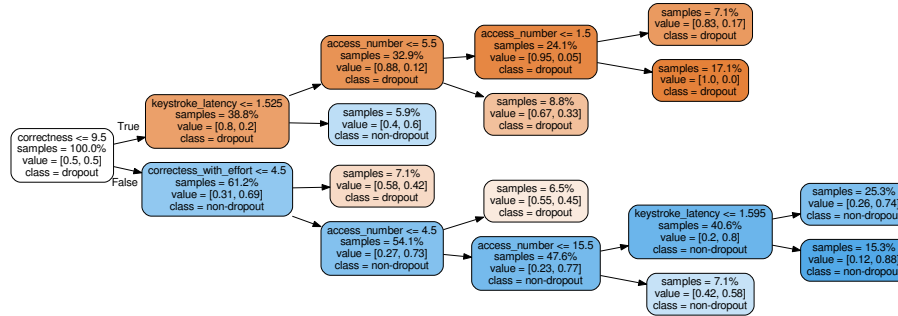 correctness <= 9.5
samples = 100.0%
value = [0.5, 0.5]
class = dropout
True
False
keystroke_latency <= 1.525
samples = 38.8%
value = [0.8, 0.2]
class = dropout
correctess_with_effort <= 4.5
samples = 61.2%
value = [0.31, 0.69]
class = non-dropout
access_number <= 5.5
samples = 32.9%
value = [0.88, 0.12]
class = dropout
samples = 5.9%
value = [0.4, 0.6]
class = non-dropout
samples = 7.1%
value = [0.58, 0.42]
class = dropout
access_number <= 4.5
samples = 54.1%
value = [0.27, 0.73]
class = non-dropout
access_number <= 1.5
samples = 24.1%
value = [0.95, 0.05]
class = dropout
samples = 8.8%
value = [0.67, 0.33]
class = dropout
samples = 6.5%
value = [0.55, 0.45]
class = dropout
access_number <= 15.5
samples = 47.6%
value = [0.23, 0.77]
class = non-dropout
samples = 7.1%
value = [0.83, 0.17]
class = dropout
samples = 17.1%
value = [1.0, 0.0]
class = dropout
keystroke_latency <= 1.595
samples = 40.6%
value = [0.2, 0.8]
class = non-dropout
samples = 7.1%
value = [0.42, 0.58]
class = non-dropout
samples = 25.3%
value = [0.26, 0.74]
class = non-dropout
samples = 15.3%
value = [0.12, 0.88]
class = non-dropout